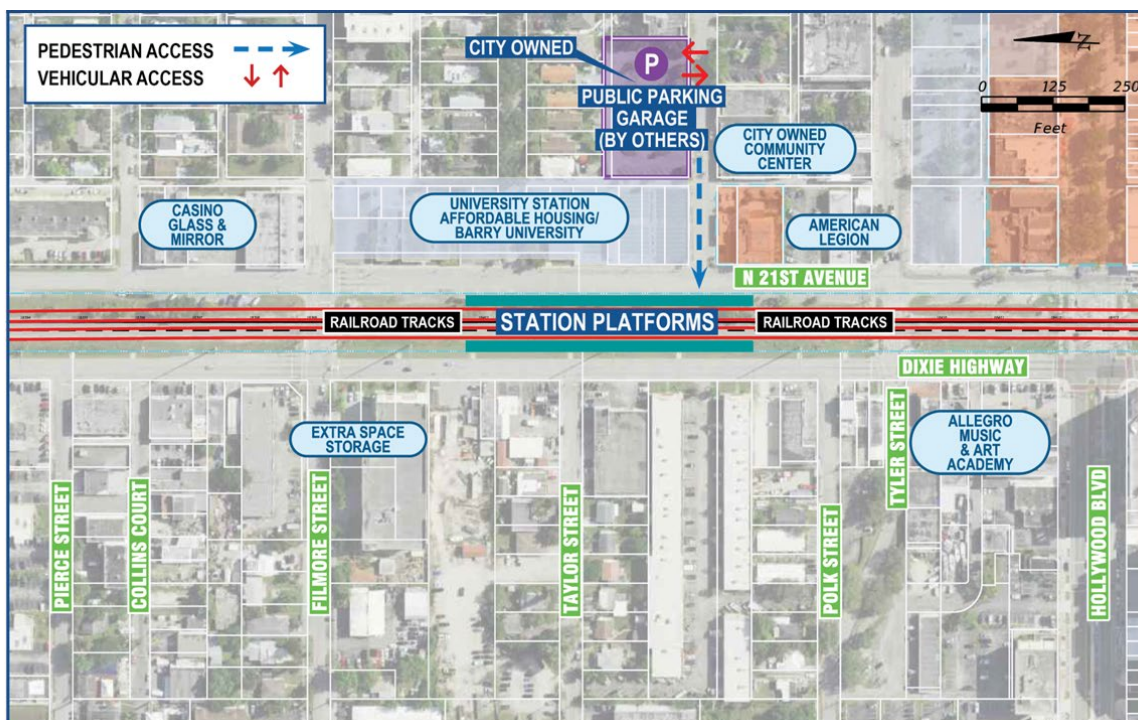 PEDESTRIAN ACCESS
VEHICULAR ACCESS
CITY OWNED
P
PUBLIC PARKING
GARAGE
(BY OTHERS)
N
0 125 250
Feet
CITY OWNED
COMMUNITY
CENTER
CASINO
GLASS &
MIRROR
UNIVERSITY STATION
AFFORDABLE HOUSING/
BARRY UNIVERSITY
AMERICAN
LEGION
N 21ST AVENUE
RAILROAD TRACKS
STATION PLATFORMS
RAILROAD TRACKS
DIXIE HIGHWAY
EXTRA SPACE
STORAGE
ALLEGRO
MUSIC
& ART
ACADEMY
PIERCE STREET
COLLINS COURT
FILMORE STREET
TAYLOR STREET
POLK STREET
TYLER STREET
HOLLYWOOD BLVD